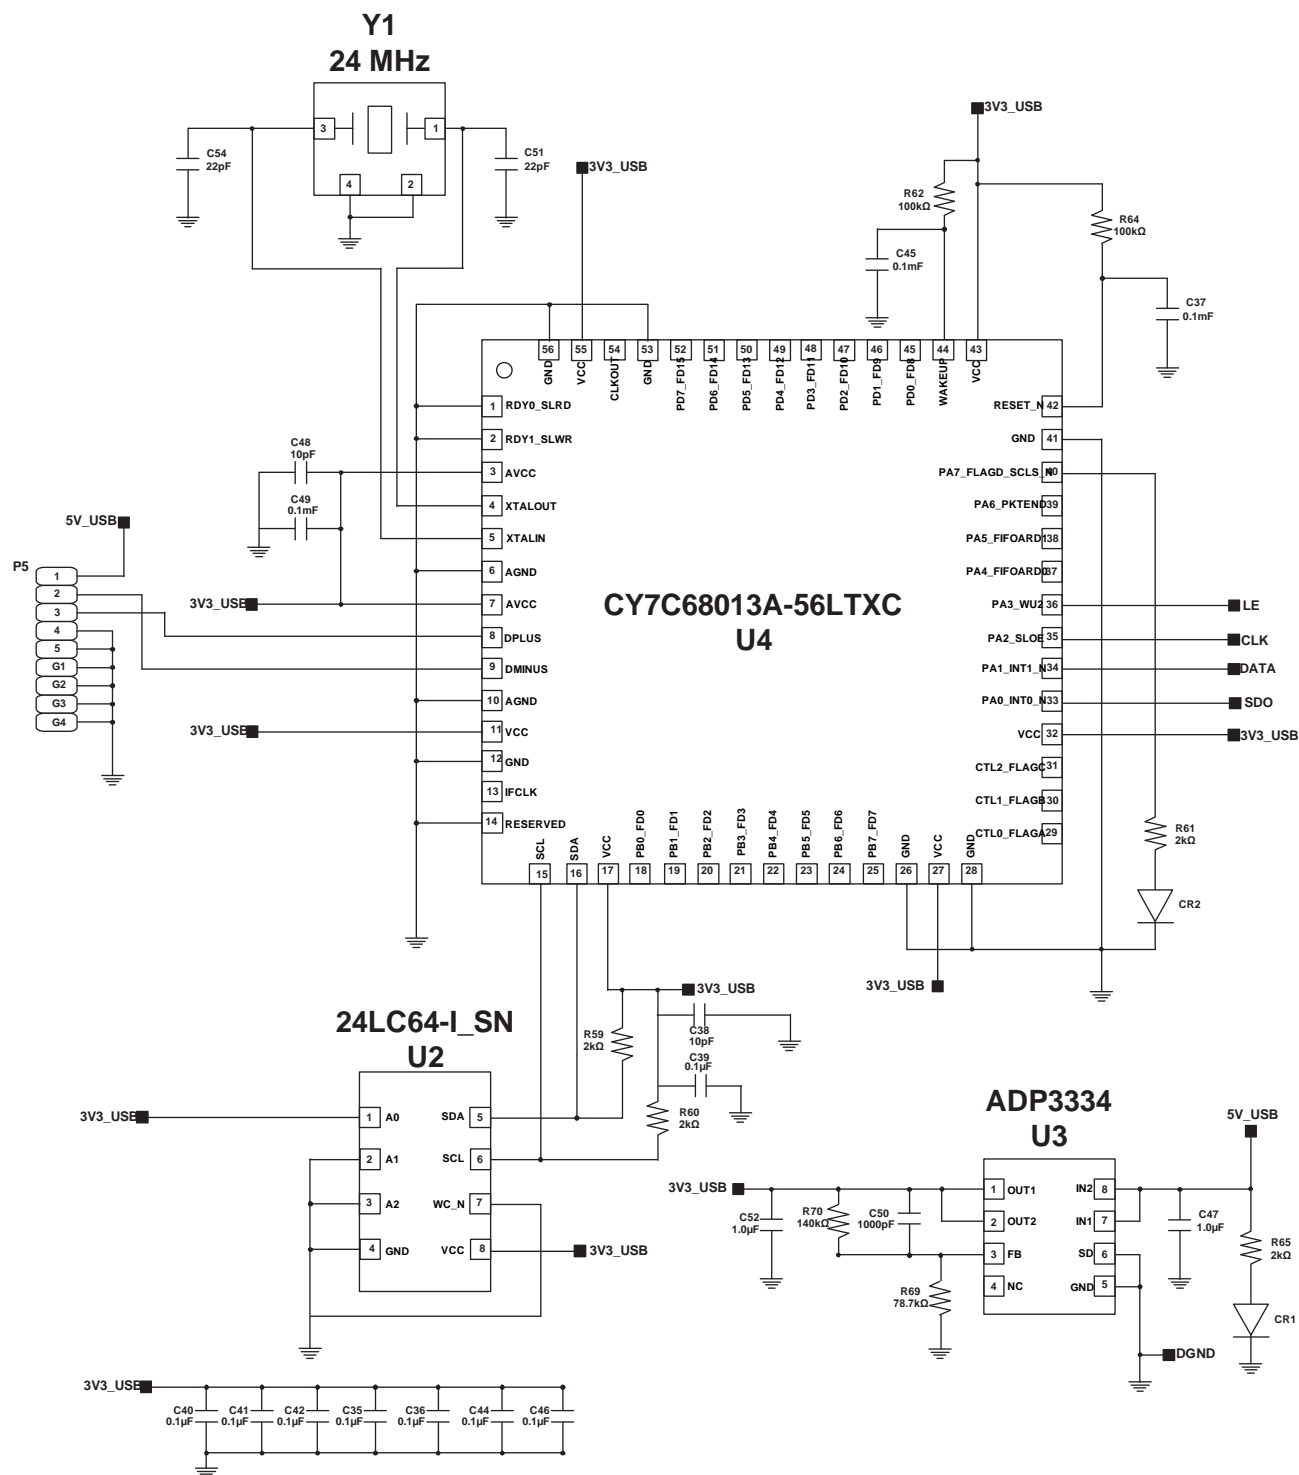 Y1
24 MHz
3
1
4
2
C54
22pF
C51
22pF
3V3_USB
3V3_USB
R62
100kΩ
R64
100kΩ
C45
0.1mF
C37
0.1mF
56
55
54
53
52
51
50
49
48
47
46
45
44
43
GND
VCC
CLKOUT
GND
PD7_FD15
PD6_FD14
PD5_FD13
PD4_FD12
PD3_FD11
PD2_FD10
PD1_FD9
PD0_FD8
WAKEUP
VCC
1 RDY0_SLRD
2 RDY1_SLWR
3 AVCC
4 XTALOUT
5 XTALIN
6 AGND
7 AVCC
8 DPLUS
9 DMINUS
10 AGND
11 VCC
12 GND
13 IFCLK
14 RESERVED
RESET_N 42
GND 41
PA7_FLAGD_SCLS_N 40
PA6_PKTEND 39
PA5_FIFOARD1 38
PA4_FIFOARD0 37
PA3_WU2 36
PA2_SLOE 35
PA1_INT1_N 34
PA0_INT0_N 33
VCC 32
CTL2_FLAGC 31
CTL1_FLAGB 30
CTL0_FLAGA 29
CY7C68013A-56LTXC
U4
C48
10pF
C49
0.1mF
5V_USB
P5
1
2
3
4
5
G1
G2
G3
G4
3V3_USB
3V3_USB
LE
CLK
DATA
SDO
3V3_USB
SCL
SDA
VCC
PB0_FD0
PB1_FD1
PB2_FD2
PB3_FD3
PB4_FD4
PB5_FD5
PB6_FD6
PB7_FD7
GND
VCC
GND
15
16
17
18
19
20
21
22
23
24
25
26
27
28
R61
2kΩ
CR2
3V3_USB
3V3_USB
24LC64-I_SN
U2
R59
2kΩ
C38
10pF
C39
0.1µF
R60
2kΩ
3V3_USB
1 A0
2 A1
3 A2
4 GND
SDA 5
SCL 6
WC_N 7
VCC 8
3V3_USB
ADP3334
U3
5V_USB
3V3_USB
C52
1.0µF
R70
140kΩ
C50
1000pF
R69
78.7kΩ
1 OUT1
2 OUT2
3 FB
4 NC
IN2 8
IN1 7
SD 6
GND 5
C47
1.0µF
R65
2kΩ
CR1
DGND
3V3_USB
C40
0.1µF
C41
0.1µF
C42
0.1µF
C35
0.1µF
C36
0.1µF
C44
0.1µF
C46
0.1µF